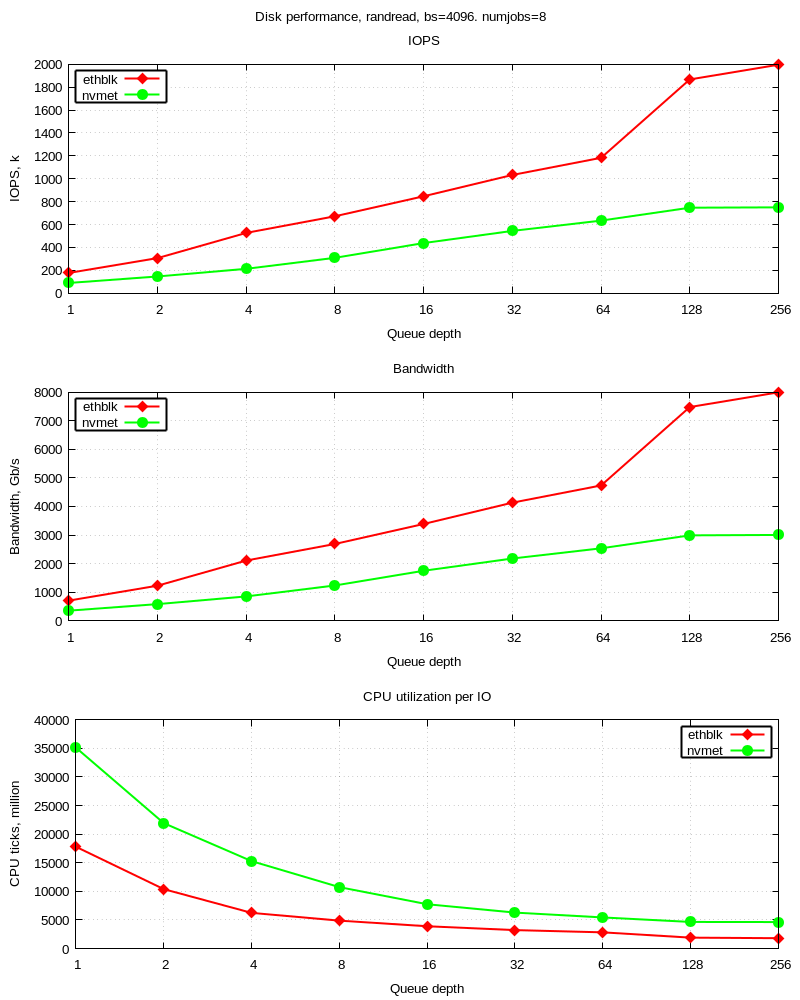 Disk performance, randread, bs=4096. numjobs=8
IOPS
2000
1800
1600
1400
1200
1000
800
600
400
200
0
IOPS, k
ethblk
nvmet
1 2 4 8 16 32 64 128 256
Queue depth
Bandwidth
8000
7000
6000
5000
4000
3000
2000
1000
0
Bandwidth, Gb/s
ethblk
nvmet
1 2 4 8 16 32 64 128 256
Queue depth
CPU utilization per IO
40000
35000
30000
25000
20000
15000
10000
5000
0
CPU ticks, million
ethblk
nvmet
1 2 4 8 16 32 64 128 256
Queue depth